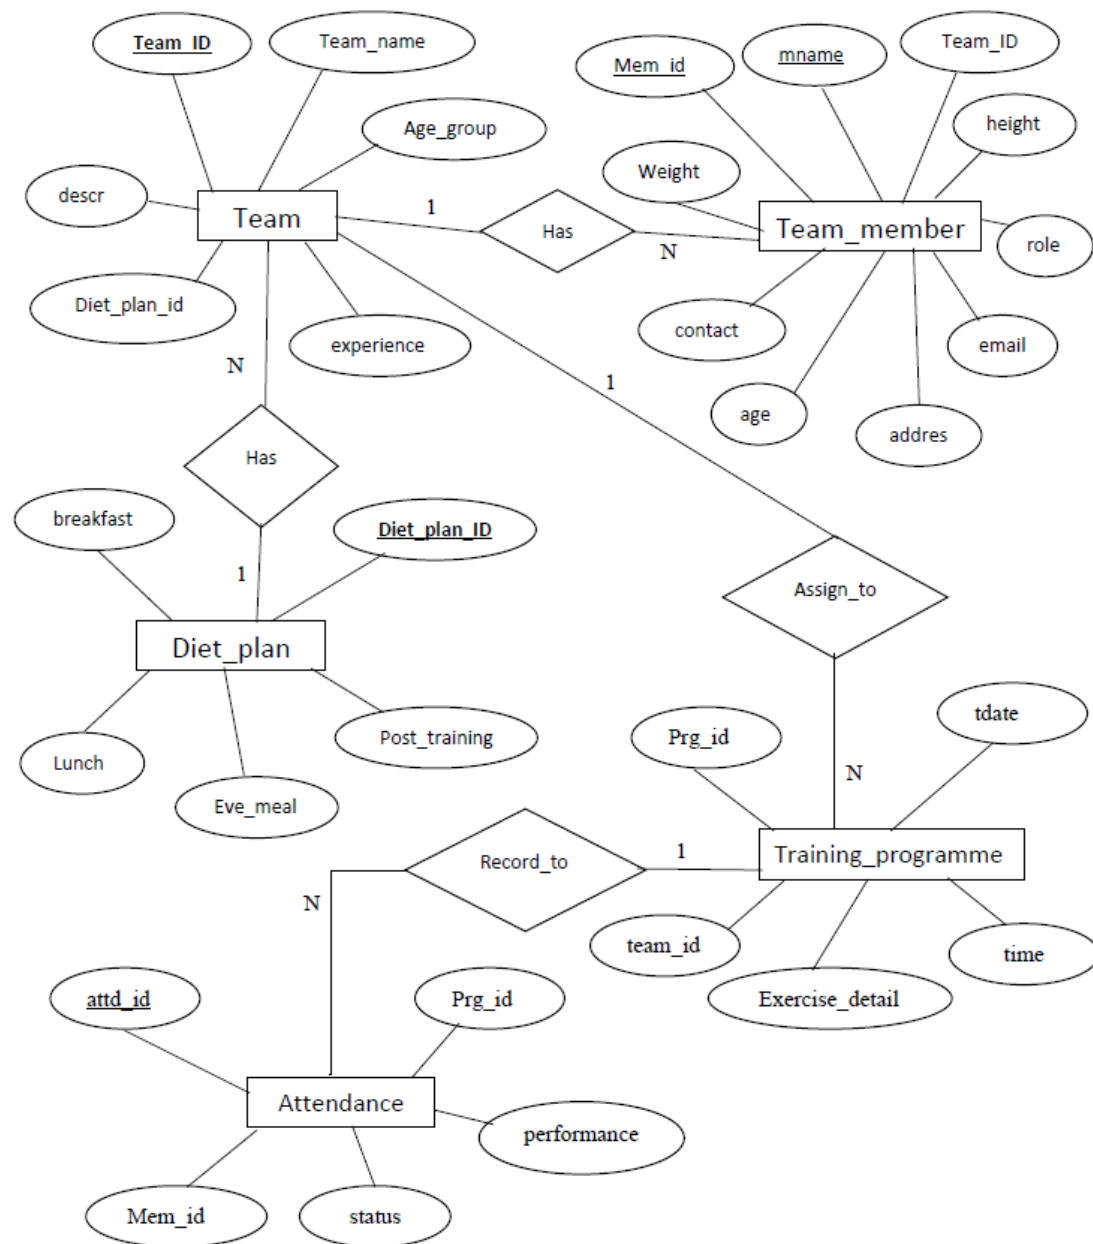 Team_ID
Team_name
Mem_id
mname
Team_ID
Age_group
height
descr
Weight
Team
1
Has
N
Team_member
role
Diet_plan_id
experience
contact
email
N
1
age
addres
Has
breakfast
Diet_plan_ID
1
Assign_to
Diet_plan
Lunch
Eve_meal
Post_training
Prg_id
tdate
N
Record_to
1
Training_programme
N
team_id
time
Exercise_detail
attd_id
Prg_id
Attendance
performance
Mem_id
status